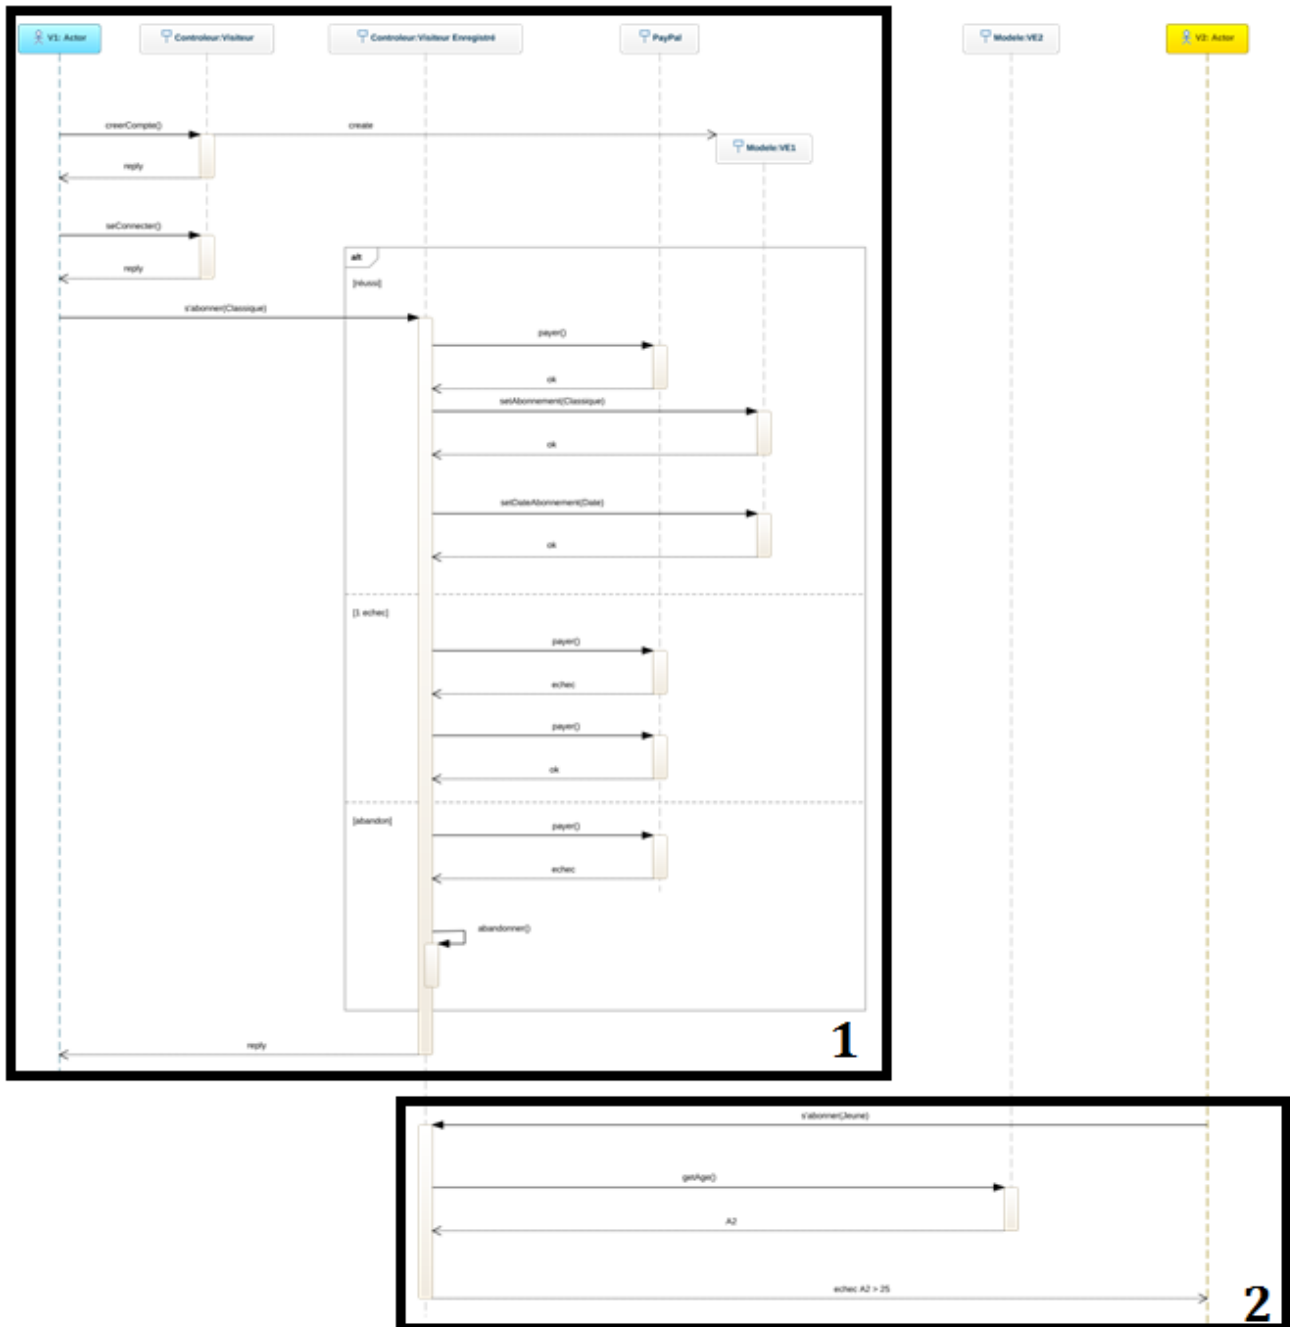 V1: Actor
Controleur:Visiteur
Controleur:Visiteur Enregistré
PayPal
Modele:VE2
V2: Actor
creerCompte()
create
Modele:VE1
reply
seConnecter()
reply
alt
[réussi]
s'abonner(Classique)
payer()
ok
setAbonnement(Classique)
ok
setDateAbonnement(Date)
ok
[1 echec]
payer()
echec
payer()
ok
[abandon]
payer()
echec
abandonner()
reply
1
s'abonner(Jeune)
getAge()
A2
echec A2 > 25
2